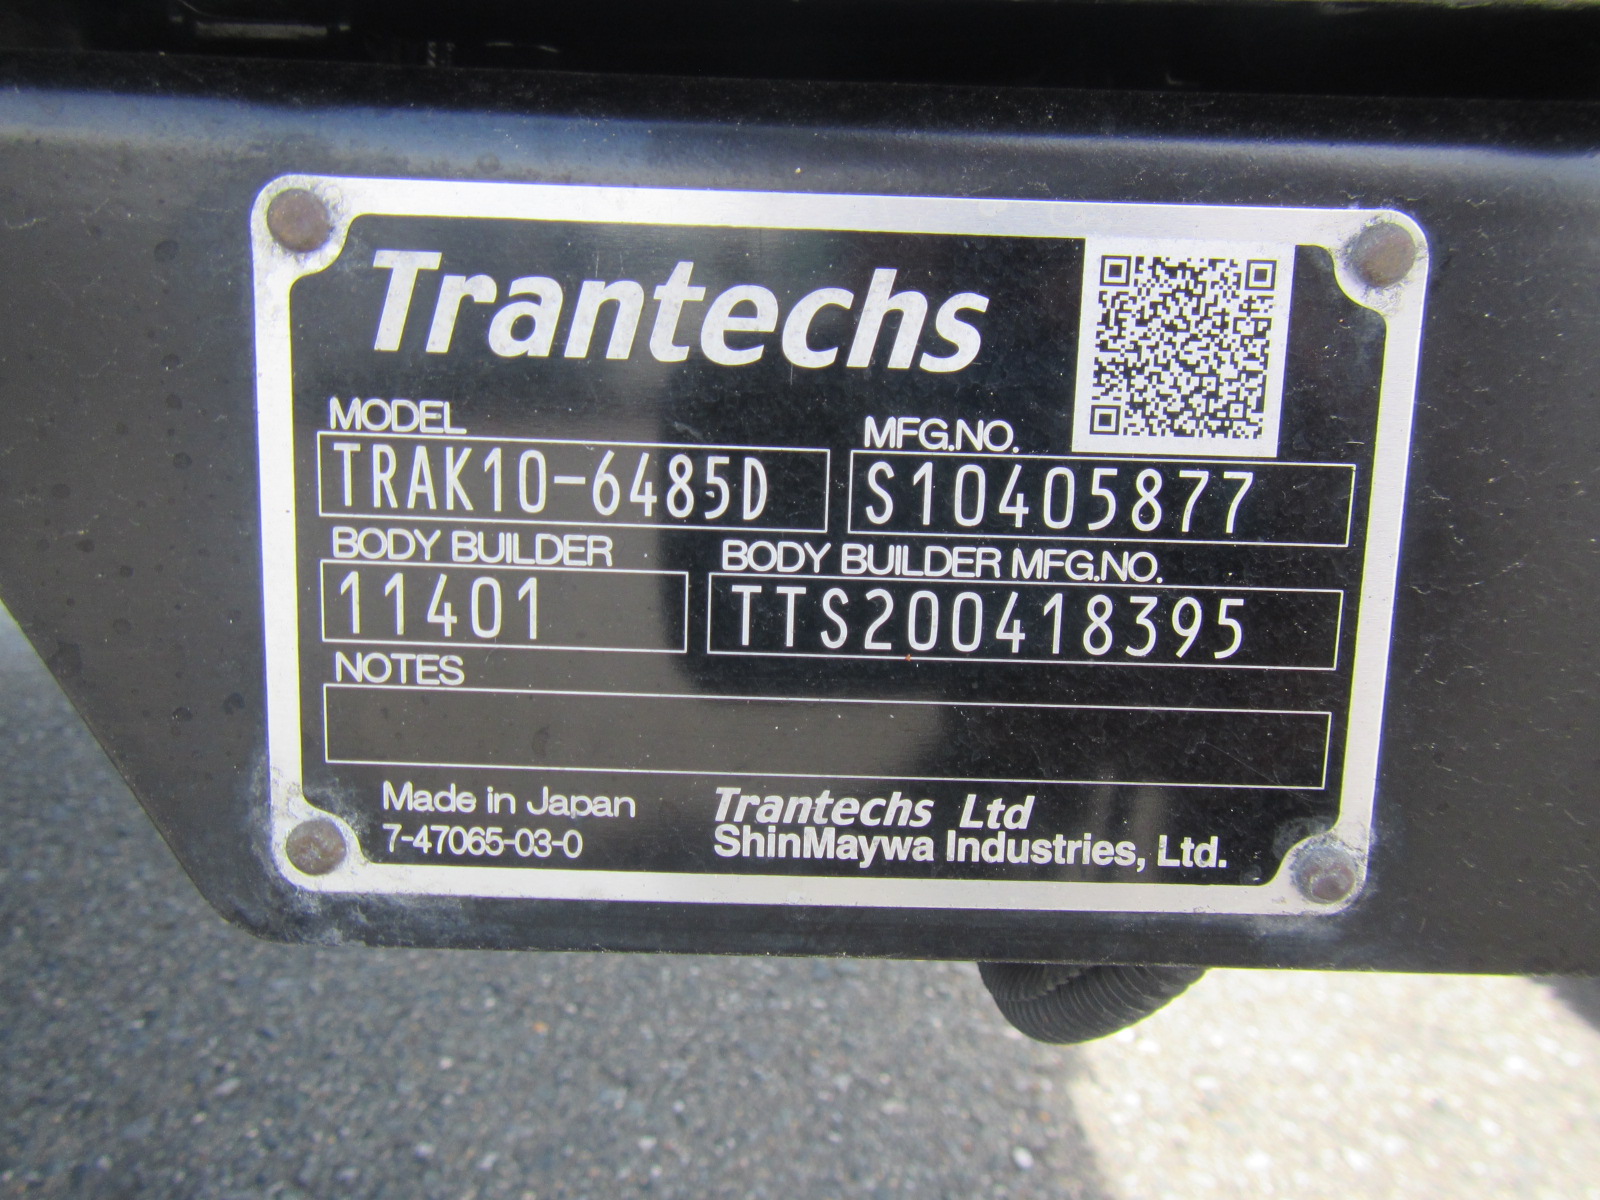 Trantechs
MODEL
MFG.NO.
TRAK10-6485D
S10405877
BODY BUILDER
BODY BUILDER MFG.NO.
11401
TTS200418395
NOTES
Made in Japan
Trantechs Ltd
7-47065-03-0
ShinMaywa Industries, Ltd.